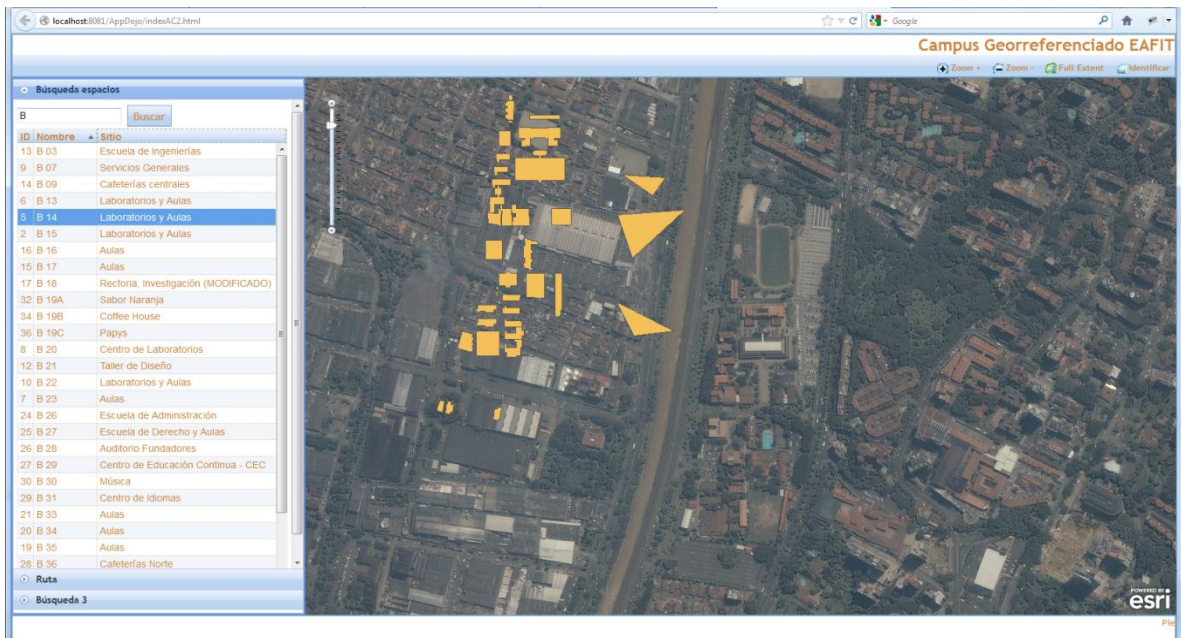 localhost:8081/AppDojo/indexAC2.html
Google
Campus Georreferenciado EAFIT
Zoom + Zoom - Full Extent Identificar
Búsqueda espacios
B Buscar
ID Nombre Sitio
13 B 03 Escuela de Ingenierías
9 B 07 Servicios Generales
14 B 09 Cafeterías centrales
6 B 13 Laboratorios y Aulas
5 B 14 Laboratorios y Aulas
2 B 15 Laboratorios y Aulas
16 B 16 Aulas
15 B 17 Aulas
17 B 18 Rectoria, Investigación (MODIFICADO)
32 B 19A Sabor Naranja
34 B 19B Coffee House
36 B 19C Papys
8 B 20 Centro de Laboratorios
12 B 21 Taller de Diseño
10 B 22 Laboratorios y Aulas
7 B 23 Aulas
24 B 26 Escuela de Administración
25 B 27 Escuela de Derecho y Aulas
26 B 28 Auditorio Fundadores
27 B 29 Centro de Educación Continua - CEC
30 B 30 Música
29 B 31 Centro de Idiomas
21 B 33 Aulas
20 B 34 Aulas
19 B 35 Aulas
28 B 36 Cafeterías Norte
Ruta
Búsqueda 3
POWERED BY
esri
Pie